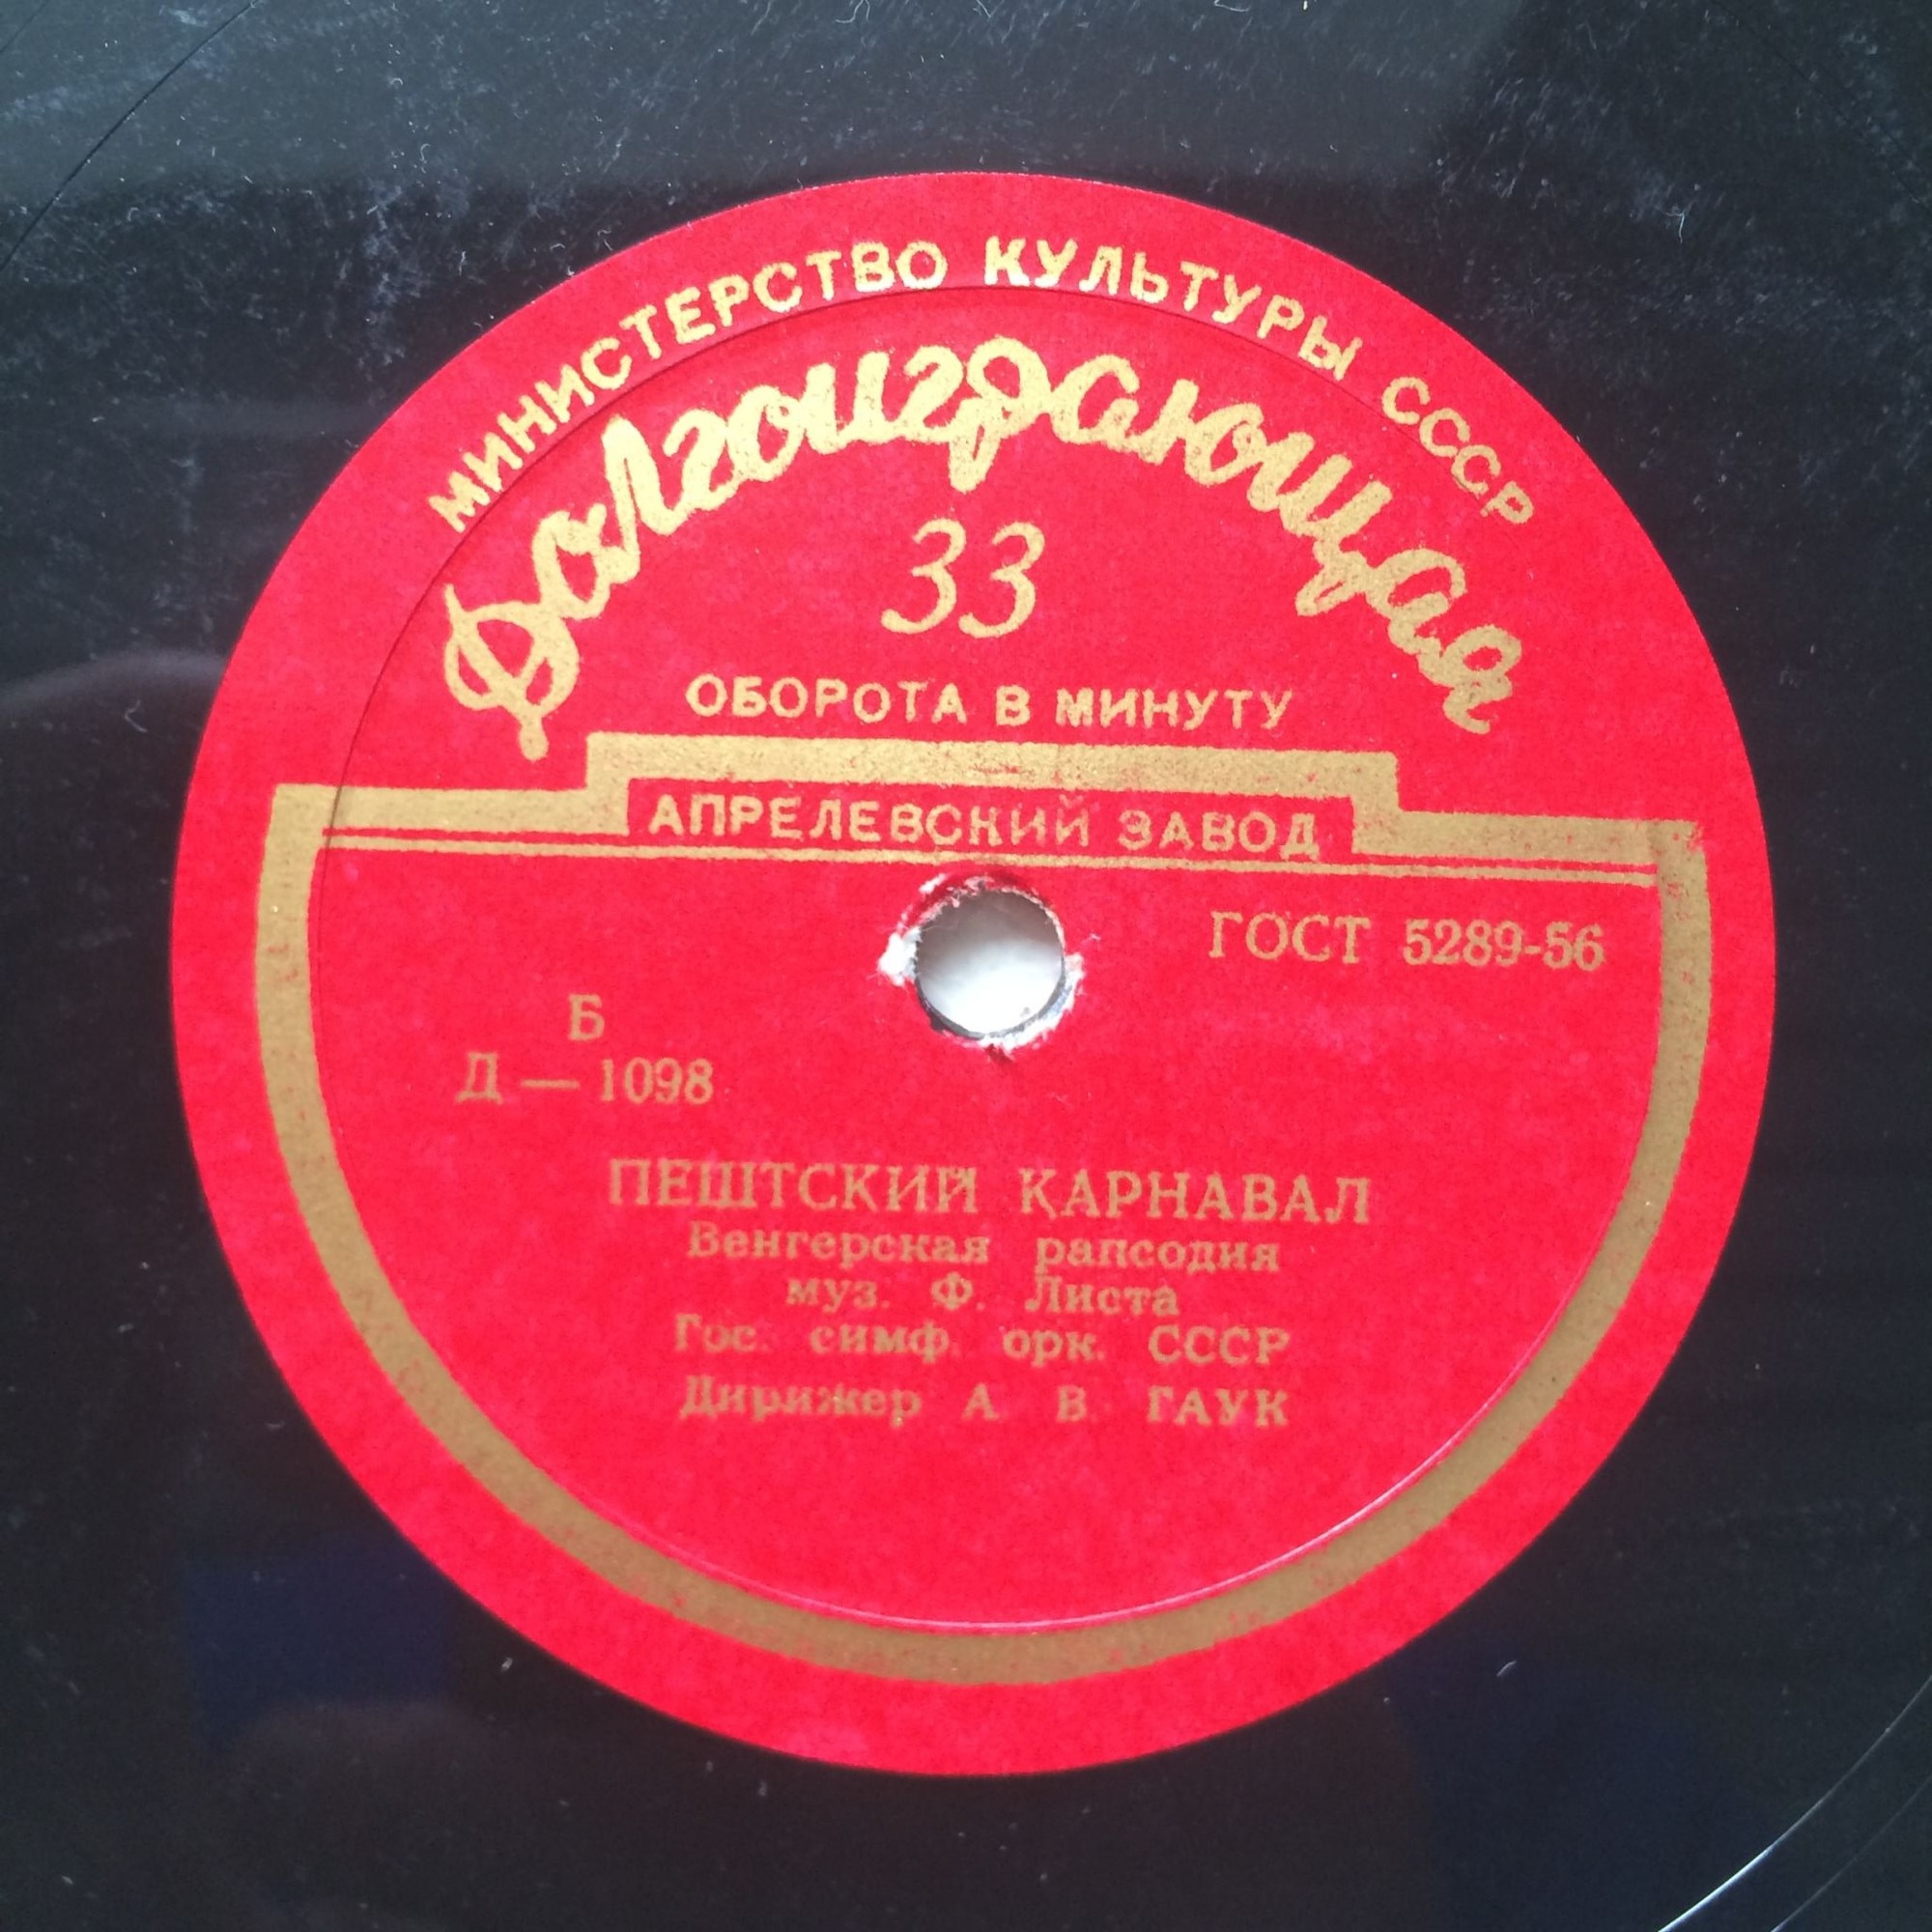 МИНИСТЕРСТВО КУЛЬТУРЫ СССР
Долгоиграющая
33
ОБОРОТА В МИНУТУ
АПРЕЛЕВСКИЙ ЗАВОД
ГОСТ 5289-56
Б
Д — 1098
ПЕШТСКИЙ КАРНАВАЛ
Венгерская рапсодия
муз. Ф. Листа
Гос. симф. орк. СССР
Дирижер А. В. ГАУК